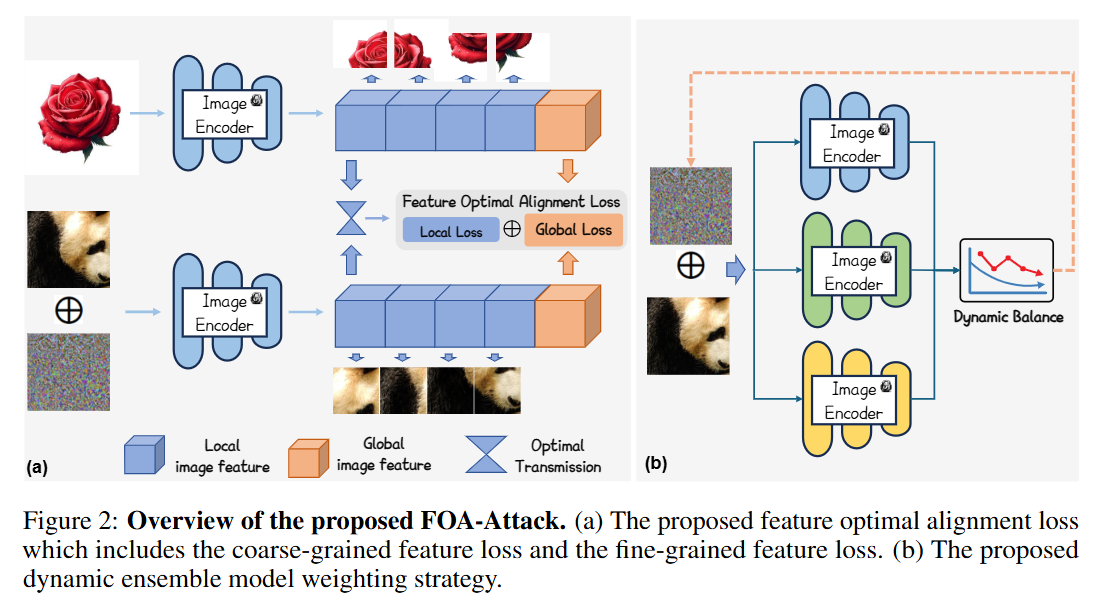 Image
Encoder
Feature Optimal Alignment Loss
Local Loss
Global Loss
Image
Encoder
Local
image feature
Global
image feature
Optimal
Transmission
(a)
Image
Encoder
Image
Encoder
Image
Encoder
Dynamic Balance
(b)
Figure 2: Overview of the proposed FOA-Attack. (a) The proposed feature optimal alignment loss
which includes the coarse-grained feature loss and the fine-grained feature loss. (b) The proposed
dynamic ensemble model weighting strategy.